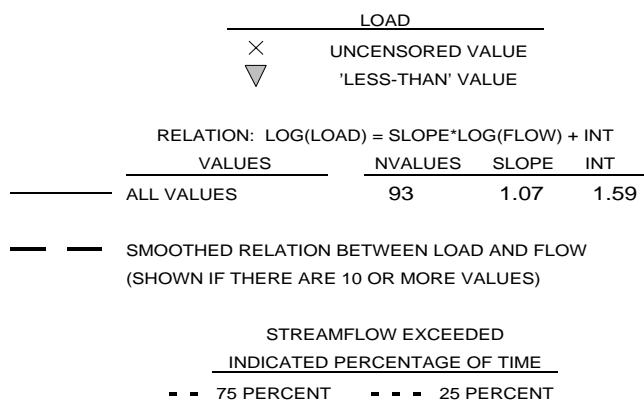 LOAD
UNCENSORED VALUE
'LESS-THAN' VALUE
RELATION: LOG(LOAD) = SLOPE*LOG(FLOW) + INT
VALUES NVALUES SLOPE INT
ALL VALUES 93 1.07 1.59
SMOOTHED RELATION BETWEEN LOAD AND FLOW
(SHOWN IF THERE ARE 10 OR MORE VALUES)
STREAMFLOW EXCEEDED
INDICATED PERCENTAGE OF TIME
75 PERCENT 25 PERCENT